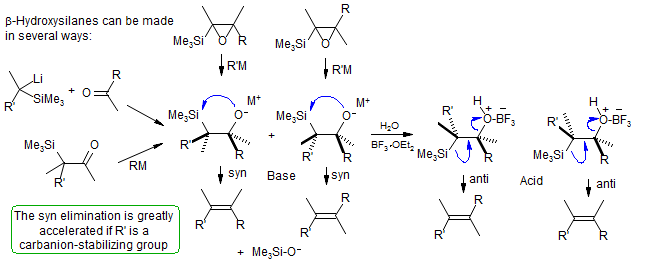 β-Hydroxysilanes can be made
in several ways:
Me3Si O R
Me3Si O R
R'M
R'M
Li
R' SiMe3
+
O R
Me3Si O
R'
RM
Me3Si O− M+
R' R
+
Me3Si O− M+
R' R
H2O
BF3·OEt2
H
R' +O−BF3 −
Me3Si R
H
R' +O−BF3 −
Me3Si R
syn Base syn
anti Acid anti
R' R
R' R
R' R
R' R
The syn elimination is greatly
accelerated if R' is a
carbanion-stabilizing group
+ Me3Si-O−